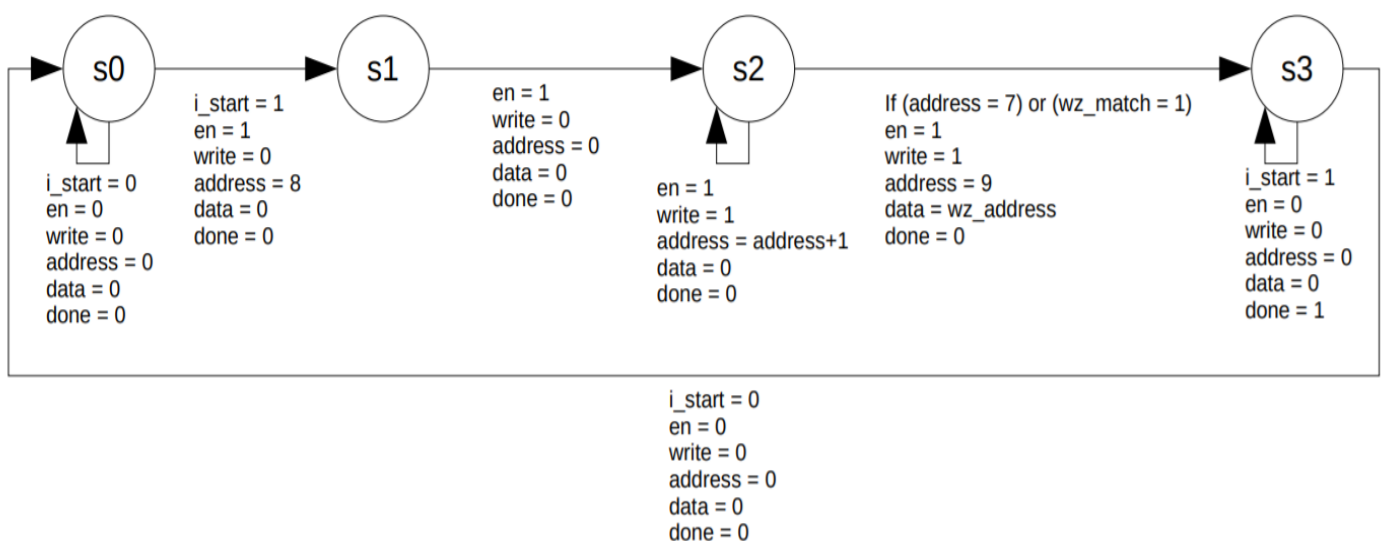 s0
s1
s2
s3
i_start = 1
en = 1
write = 0
address = 8
data = 0
done = 0
en = 1
write = 0
address = 0
data = 0
done = 0
If (address = 7) or (wz_match = 1)
en = 1
write = 1
address = 9
data = wz_address
done = 0
i_start = 0
en = 0
write = 0
address = 0
data = 0
done = 0
en = 1
write = 1
address = address+1
data = 0
done = 0
i_start = 1
en = 0
write = 0
address = 0
data = 0
done = 1
i_start = 0
en = 0
write = 0
address = 0
data = 0
done = 0